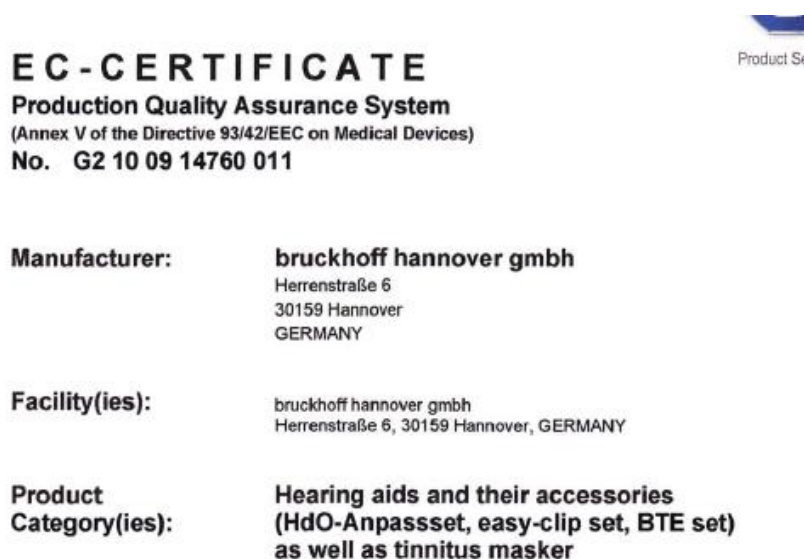 Product Se
EC-CERTIFICATE
Production Quality Assurance System
(Annex V of the Directive 93/42/EEC on Medical Devices)
No. G2 10 09 14760 011
Manufacturer: bruckhoff hannover gmbh
Herrenstraße 6
30159 Hannover
GERMANY
Facility(ies): bruckhoff hannover gmbh
Herrenstraße 6, 30159 Hannover, GERMANY
Product Hearing aids and their accessories
Category(ies): (HdO-Anpassset, easy-clip set, BTE set)
as well as tinnitus masker